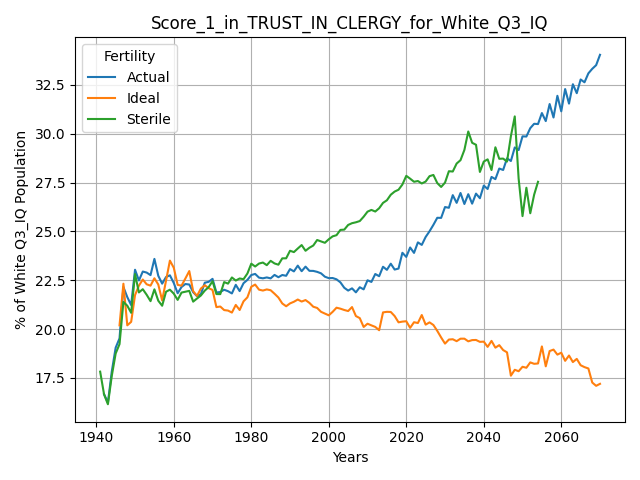 Score_1_in_TRUST_IN_CLERGY_for_White_Q3_IQ
Fertility
Actual
Ideal
Sterile
% of White Q3_IQ Population
32.5
30.0
27.5
25.0
22.5
20.0
17.5
1940 1960 1980 2000 2020 2040 2060
Years